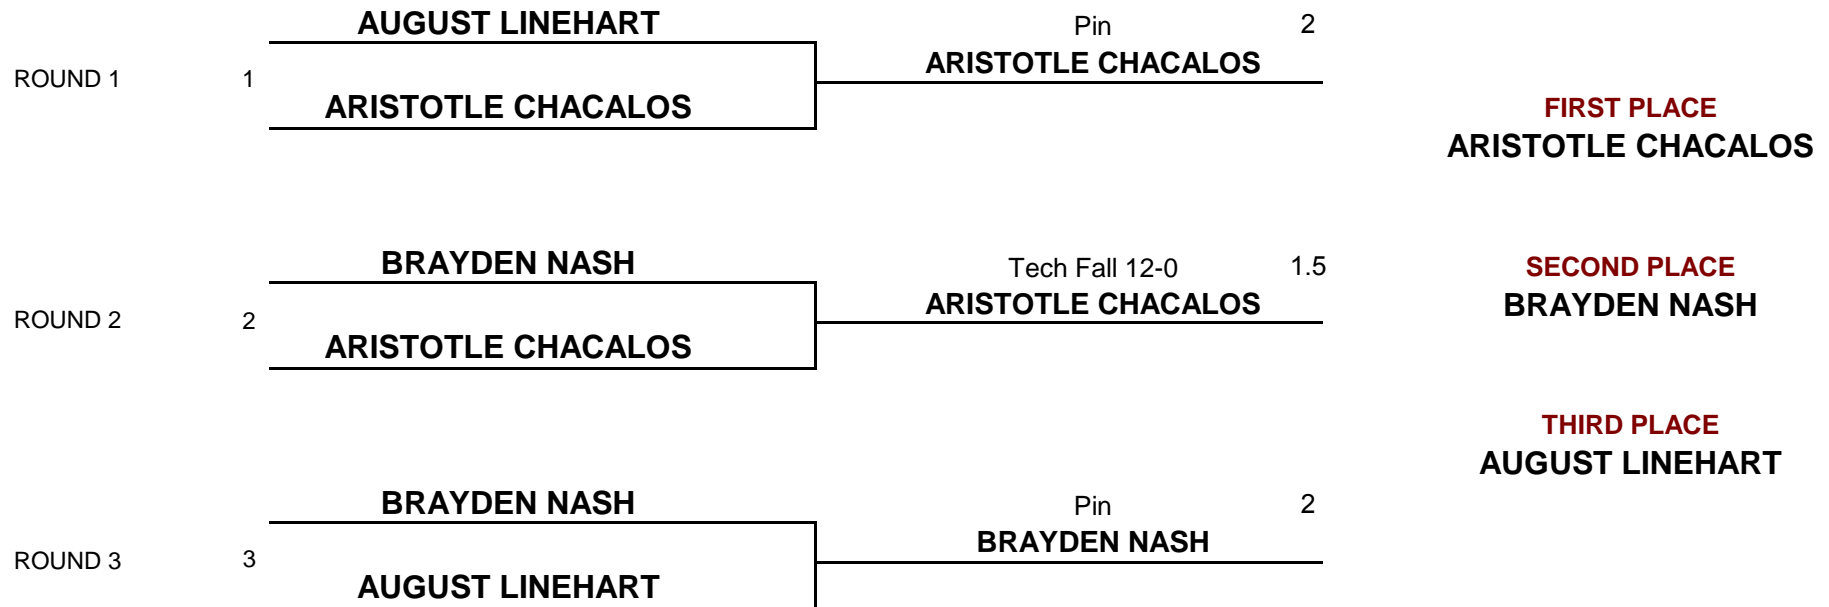 AUGUST LINEHART
Pin 2
ROUND 1 1
ARISTOTLE CHACALOS
ARISTOTLE CHACALOS
FIRST PLACE
ARISTOTLE CHACALOS
BRAYDEN NASH
Tech Fall 12-0 1.5
ROUND 2 2
ARISTOTLE CHACALOS
ARISTOTLE CHACALOS
SECOND PLACE
BRAYDEN NASH
THIRD PLACE
AUGUST LINEHART
BRAYDEN NASH
Pin 2
ROUND 3 3
BRAYDEN NASH
AUGUST LINEHART